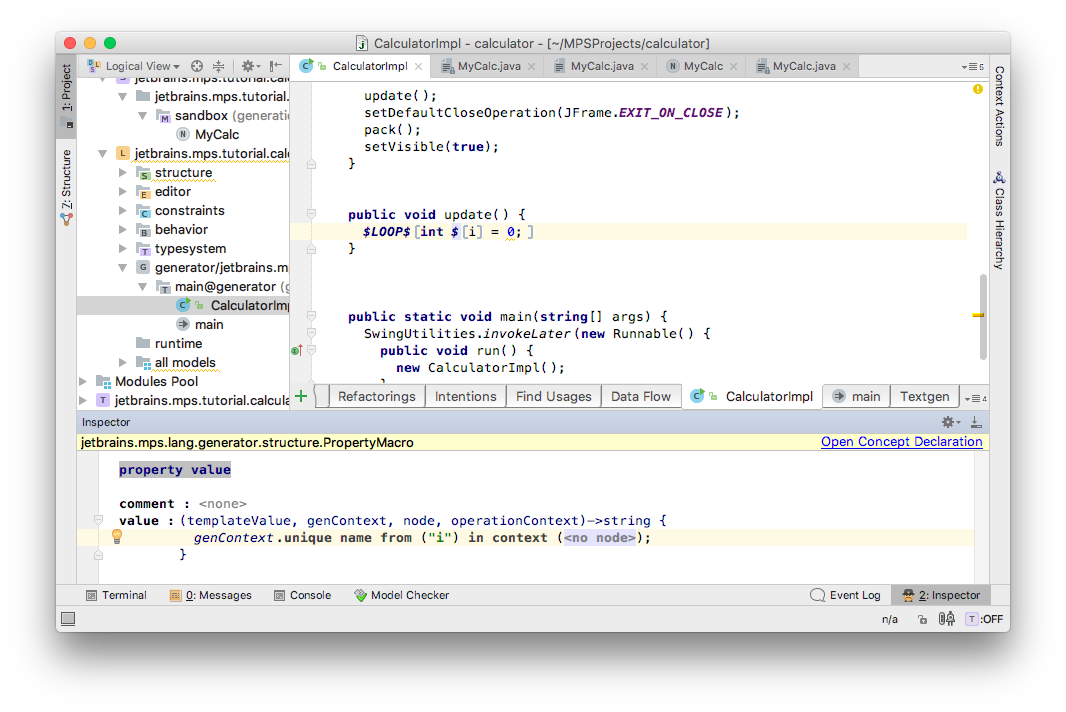 CalculatorImpl - calculator - [~/MPSProjects/calculator]
1: Project
Z: Structure
Logical View
jetbrains.mps.tutorial.calc
jetbrains.mps.tutorial.
sandbox (generati
MyCalc
jetbrains.mps.tutorial.cal
structure
editor
constraints
behavior
typesystem
generator/jetbrains.m
main@generator (g
CalculatorImp
main
runtime
all models
Modules Pool
jetbrains.mps.tutorial.calcula
CalculatorImpl
MyCalc.java
MyCalc.java
MyCalc
MyCalc.java
5
update();
setDefaultCloseOperation(JFrame.EXIT_ON_CLOSE);
pack();
setVisible(true);
}
public void update() {
$LOOP$[int $[i] = 0; ]
}
public static void main(string[] args) {
SwingUtilities.invokeLater(new Runnable() {
public void run() {
new CalculatorImpl();
}
Context Actions
Class Hierarchy
Refactorings
Intentions
Find Usages
Data Flow
CalculatorImpl
main
Textgen
4
Inspector
jetbrains.mps.lang.generator.structure.PropertyMacro
Open Concept Declaration
property value
comment : <none>
value : (templateValue, genContext, node, operationContext)->string {
genContext.unique name from ("i") in context (<no node>);
}
Terminal
0: Messages
Console
Model Checker
Event Log
2: Inspector
n/a
T :OFF